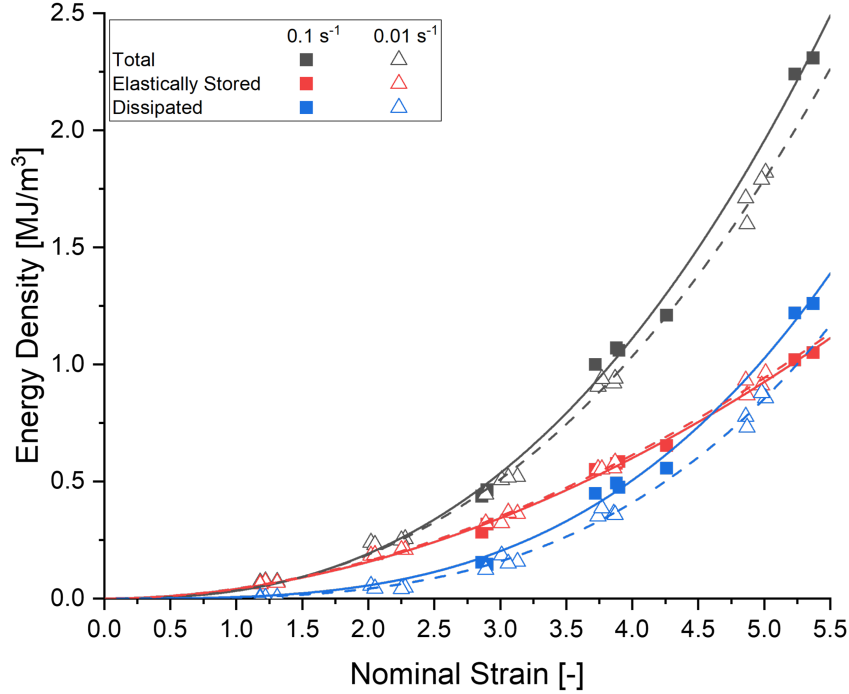 0.1 s⁻¹ 0.01 s⁻¹
Total
Elastically Stored
Dissipated
Energy Density [MJ/m³]
2.5
2.0
1.5
1.0
0.5
0.0
0.0 0.5 1.0 1.5 2.0 2.5 3.0 3.5 4.0 4.5 5.0 5.5
Nominal Strain [-]